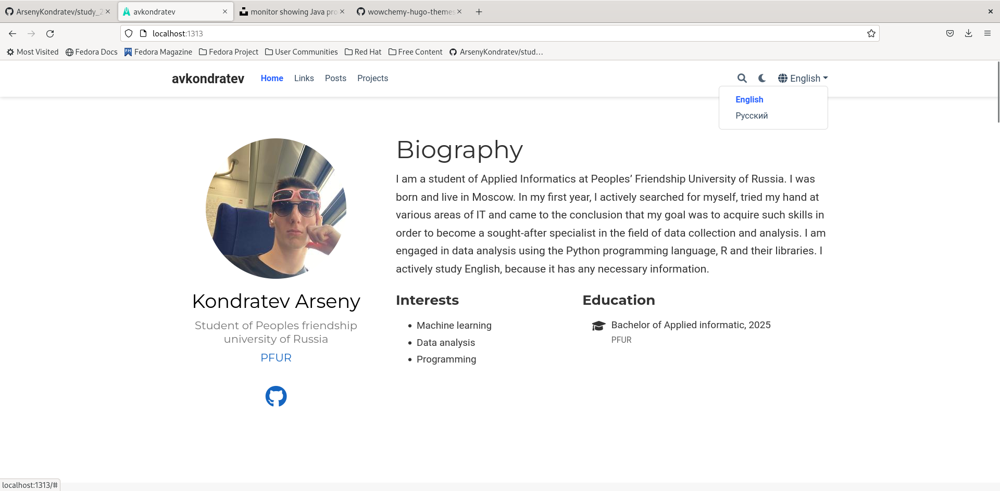 ArsenyKondratev/study_2
avkondratev
monitor showing Java pro
wowchemy-hugo-themes
localhost:1313
Most Visited
Fedora Docs
Fedora Magazine
Fedora Project
User Communities
Red Hat
Free Content
ArsenyKondratev/stud…
avkondratev
Home
Links
Posts
Projects
English
English
Русский
Biography
I am a student of Applied Informatics at Peoples’ Friendship University of Russia. I was
born and live in Moscow. In my first year, I actively searched for myself, tried my hand at
various areas of IT and came to the conclusion that my goal was to acquire such skills in
order to become a sought-after specialist in the field of data collection and analysis. I am
engaged in data analysis using the Python programming language, R and their libraries. I
actively study English, because it has any necessary information.
Kondratev Arseny
Student of Peoples friendship
university of Russia
PFUR
Interests
Machine learning
Data analysis
Programming
Education
Bachelor of Applied informatic, 2025
PFUR
localhost:1313/#